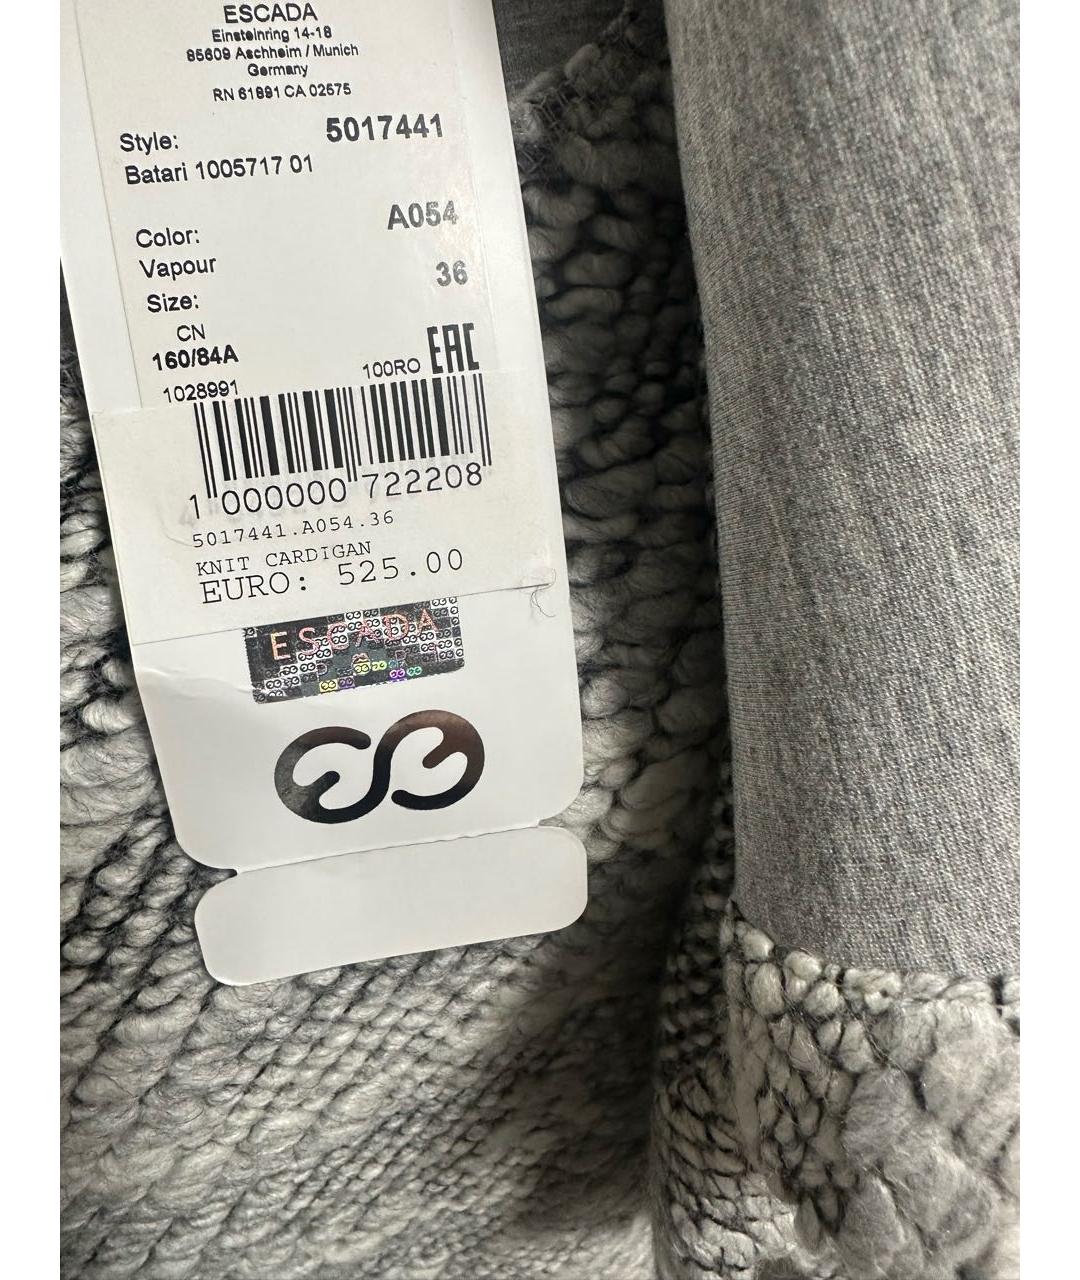 ESCADA
Einsteinring 14-18
85609 Aschheim / Munich
Germany
RN 61891 CA 02675
Style: 5017441
Batari 1005717 01
Color: A054
Vapour
Size: 36
CN
160/84A
1028991 100RO EAC
1 000000 722208
5017441.A054.36
KNIT CARDIGAN
EURO: 525.00
ESCADA